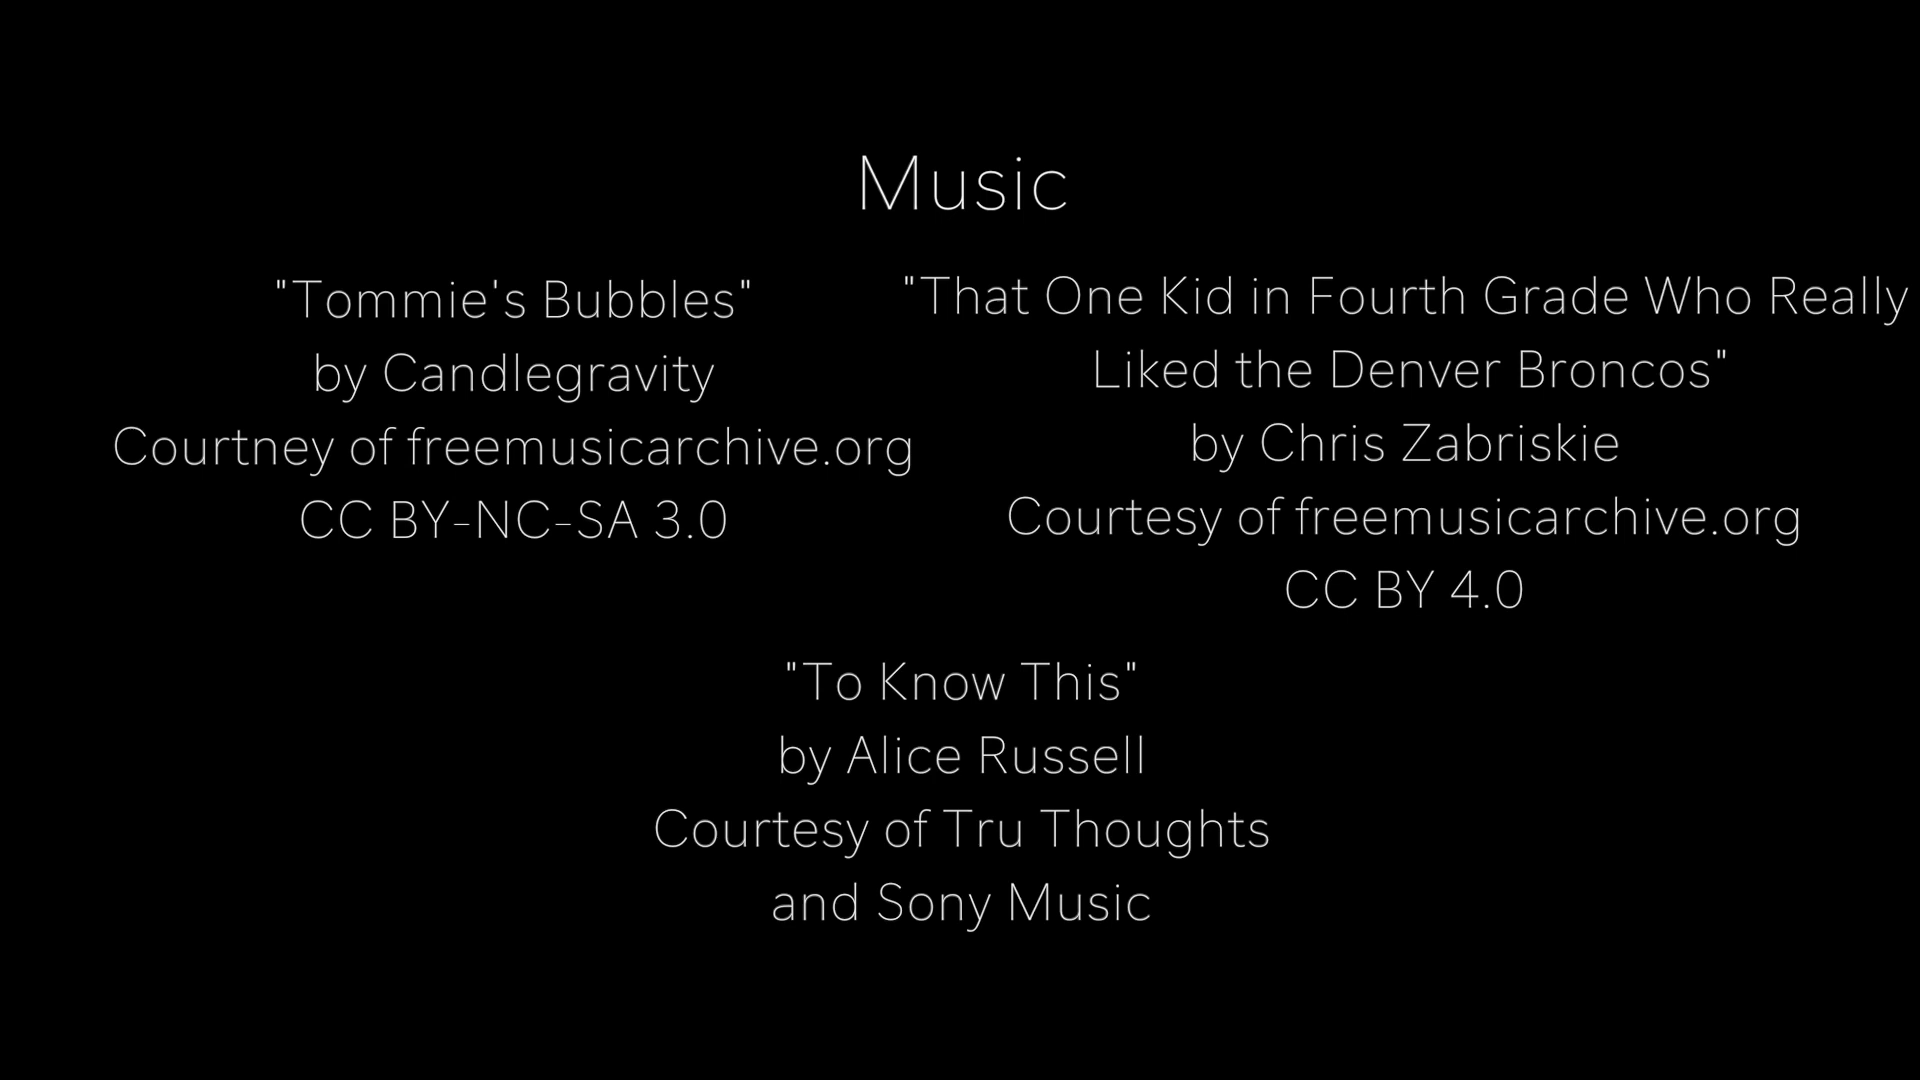 Music
"Tommie's Bubbles"
by Candlegravity
Courtney of freemusicarchive.org
CC BY-NC-SA 3.0
"That One Kid in Fourth Grade Who Really
Liked the Denver Broncos"
by Chris Zabriskie
Courtesy of freemusicarchive.org
CC BY 4.0
"To Know This"
by Alice Russell
Courtesy of Tru Thoughts
and Sony Music